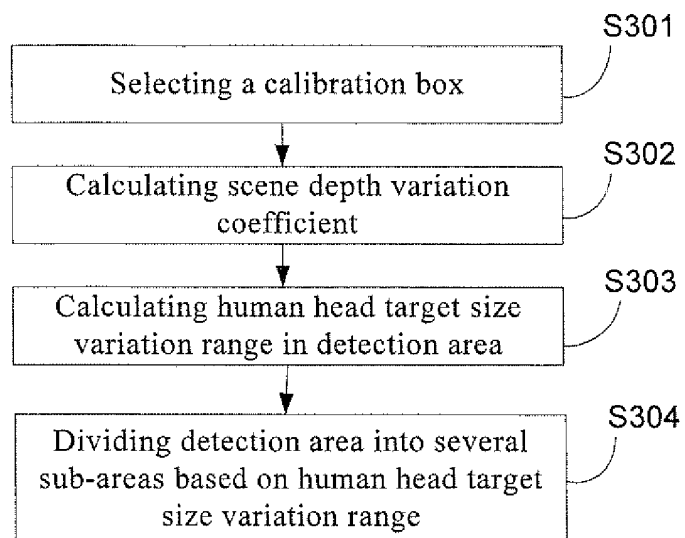 S301
Selecting a calibration box
S302
Calculating scene depth variation
coefficient
S303
Calculating human head target size
variation range in detection area
S304
Dividing detection area into several
sub-areas based on human head target
size variation range